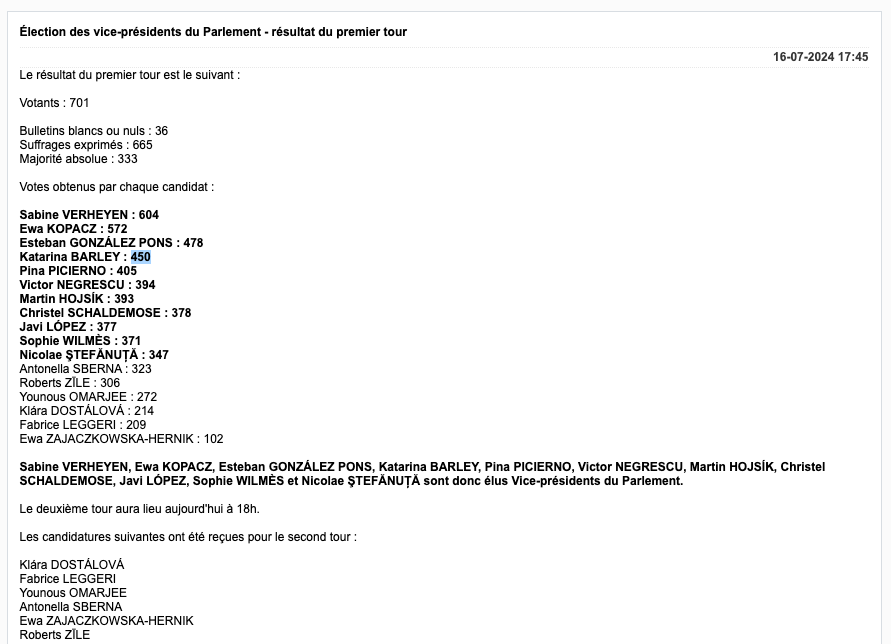 Élection des vice-présidents du Parlement - résultat du premier tour
16-07-2024 17:45
Le résultat du premier tour est le suivant :
Votants : 701
Bulletins blancs ou nuls : 36
Suffrages exprimés : 665
Majorité absolue : 333
Votes obtenus par chaque candidat :
Sabine VERHEYEN : 604
Ewa KOPACZ : 572
Esteban GONZÁLEZ PONS : 478
Katarina BARLEY : 450
Pina PICIERNO : 405
Victor NEGRESCU : 394
Martin HOJSÍK : 393
Christel SCHALDEMOSE : 378
Javi LÓPEZ : 377
Sophie WILMÈS : 371
Nicolae ŞTEFĂNUȚĂ : 347
Antonella SBERNA : 323
Roberts ZĪLE : 306
Younous OMARJEE : 272
Klára DOSTÁLOVÁ : 214
Fabrice LEGGERI : 209
Ewa ZAJACZKOWSKA-HERNIK : 102
Sabine VERHEYEN, Ewa KOPACZ, Esteban GONZÁLEZ PONS, Katarina BARLEY, Pina PICIERNO, Victor NEGRESCU, Martin HOJSÍK, Christel
SCHALDEMOSE, Javi LÓPEZ, Sophie WILMÈS et Nicolae ŞTEFĂNUȚĂ sont donc élus Vice-présidents du Parlement.
Le deuxième tour aura lieu aujourd'hui à 18h.
Les candidatures suivantes ont été reçues pour le second tour :
Klára DOSTÁLOVÁ
Fabrice LEGGERI
Younous OMARJEE
Antonella SBERNA
Ewa ZAJACZKOWSKA-HERNIK
Roberts ZĪLE